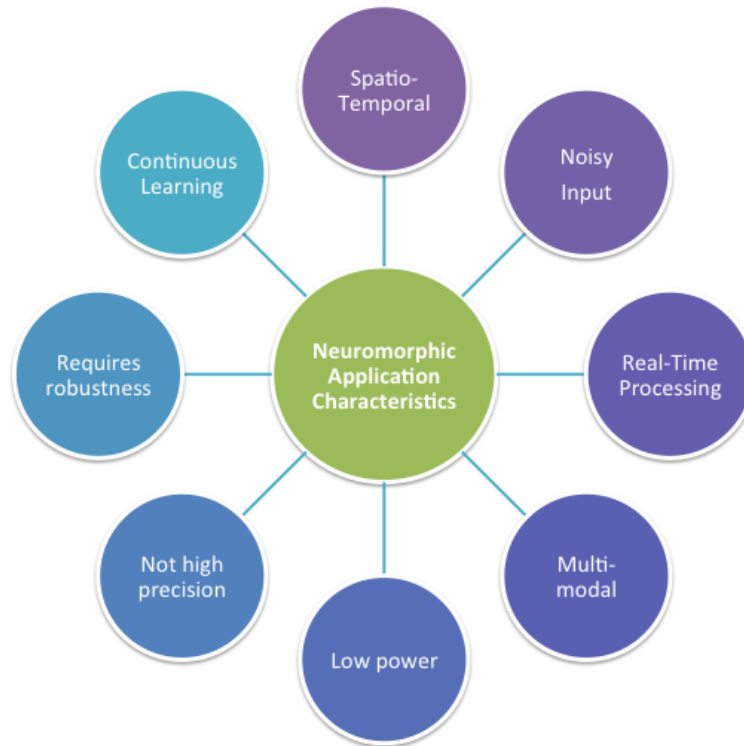 Spatio-
Temporal
Noisy
Input
Real-Time
Processing
Multi-
modal
Low power
Not high
precision
Requires
robustness
Continuous
Learning
Neuromorphic
Application
Characteristics